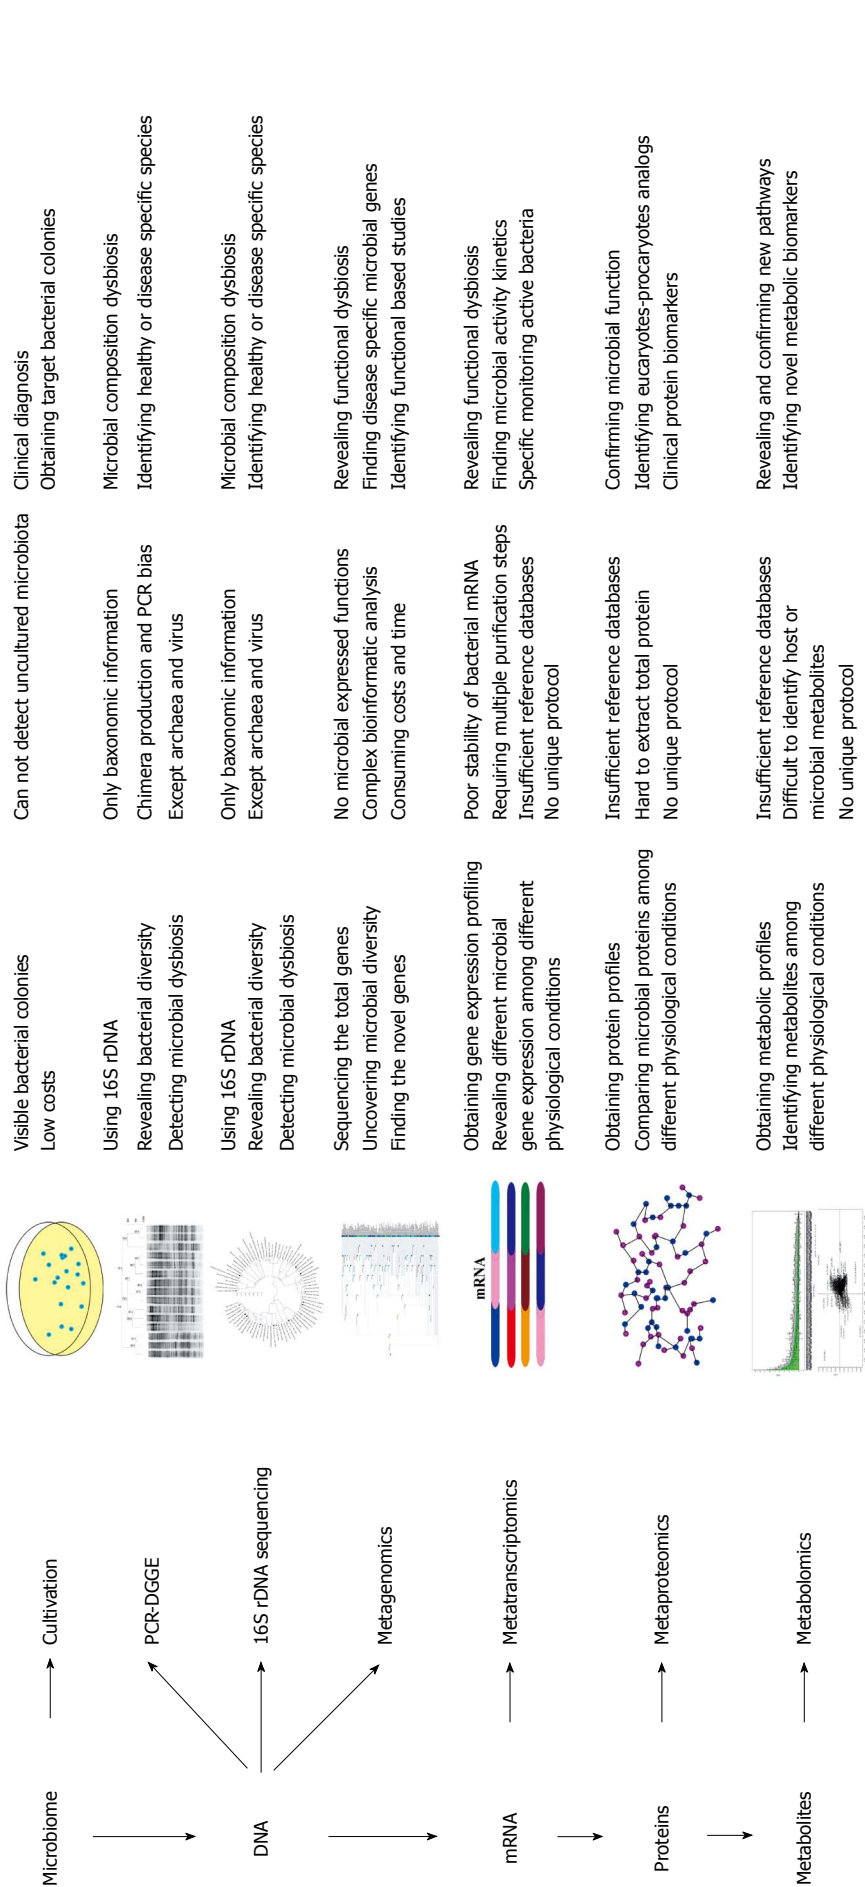 Microbiome
Cultivation
Visible bacterial colonies
Low costs
Can not detect uncultured microbiota
Clinical diagnosis
Obtaining target bacterial colonies
PCR-DGGE
Using 16S rDNA
Revealing bacterial diversity
Detecting microbial dysbiosis
Only baxonomic information
Chimera production and PCR bias
Except archaea and virus
Microbial composition dysbiosis
Identifying healthy or disease specific species
DNA
16S rDNA sequencing
Using 16S rDNA
Revealing bacterial diversity
Detecting microbial dysbiosis
Only baxonomic information
Except archaea and virus
Microbial composition dysbiosis
Identifying healthy or disease specific species
Metagenomics
Sequencing the total genes
Uncovering microbial diversity
Finding the novel genes
No microbial expressed functions
Complex bioinformatic analysis
Consuming costs and time
Revealing functional dysbiosis
Finding disease specific microbial genes
Identifying functional based studies
mRNA
Metatranscriptomics
mRNA
Obtaining gene expression profiling
Revealing different microbial
gene expression among different
physiological conditions
Poor stability of bacterial mRNA
Requiring multiple purification steps
Insufficient reference databases
No unique protocol
Revealing functional dysbiosis
Finding microbial activity kinetics
Specific monitoring active bacteria
Proteins
Metaproteomics
Obtaining protein profiles
Comparing microbial proteins among
different physiological conditions
Insufficient reference databases
Hard to extract total protein
No unique protocol
Confirming microbial function
Identifying eucaryotes-procaryotes analogs
Clinical protein biomarkers
Metabolites
Metabolomics
Obtaining metabolic profiles
Identifying metabolites among
different physiological conditions
Insufficient reference databases
Difficult to identify host or
microbial metabolites
No unique protocol
Revealing and confirming new pathways
Identifying novel metabolic biomarkers